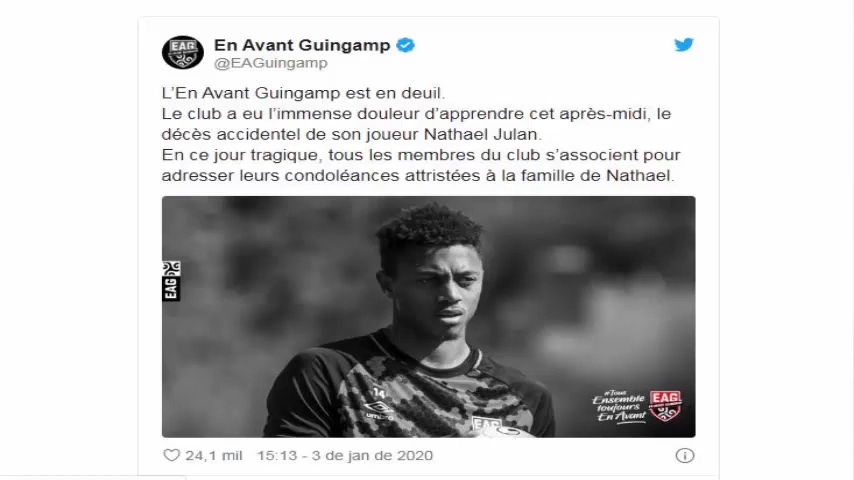 EAG
En Avant Guingamp
@EAGuingamp
L'En Avant Guingamp est en deuil.
Le club a eu l'immense douleur d'apprendre cet après-midi, le
décès accidentel de son joueur Nathael Julan.
En ce jour tragique, tous les membres du club s'associent pour
adresser leurs condoléances attristées à la famille de Nathael.
EAG
14
umbro
EAG
#Tous
Ensemble
toujours
En Avant
EAG
24,1 mil 15:13 - 3 de jan de 2020